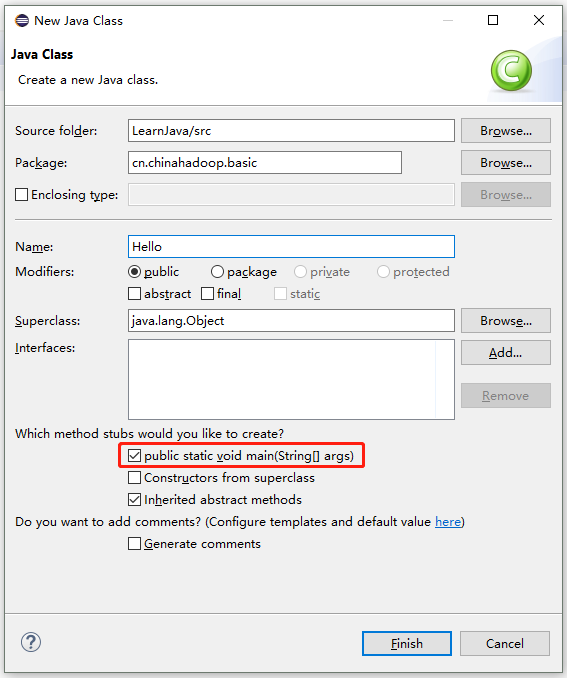 New Java Class
Java Class
Create a new Java class.
Source folder: LearnJava/src Browse...
Package: cn.chinahadoop.basic Browse...
Enclosing type: Browse...
Name: Hello
Modifiers: public package private protected
abstract final static
Superclass: java.lang.Object Browse...
Interfaces: Add...
Remove
Which method stubs would you like to create?
public static void main(String[] args)
Constructors from superclass
Inherited abstract methods
Do you want to add comments? (Configure templates and default value here)
Generate comments
? Finish Cancel